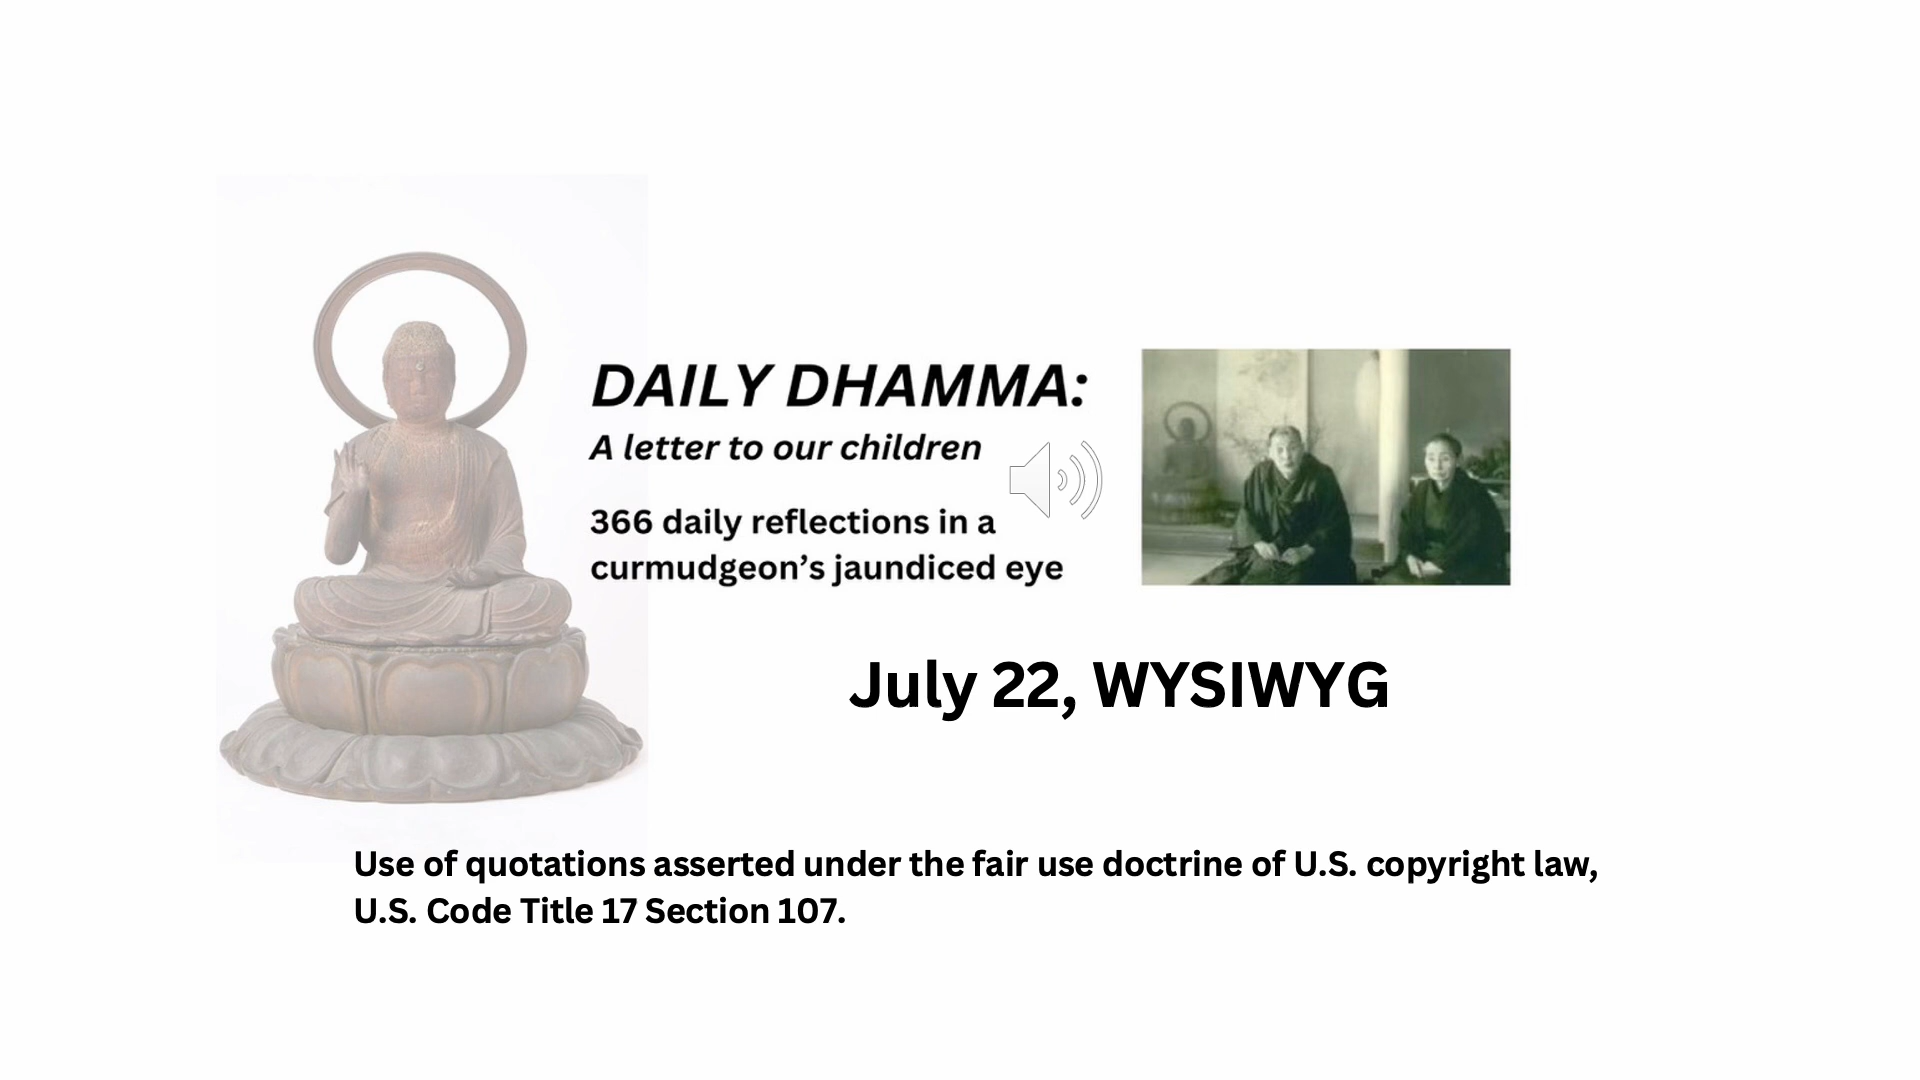 DAILY DHAMMA:
A letter to our children
366 daily reflections in a
curmudgeon’s jaundiced eye
July 22, WYSIWYG
Use of quotations asserted under the fair use doctrine of U.S. copyright law,
U.S. Code Title 17 Section 107.